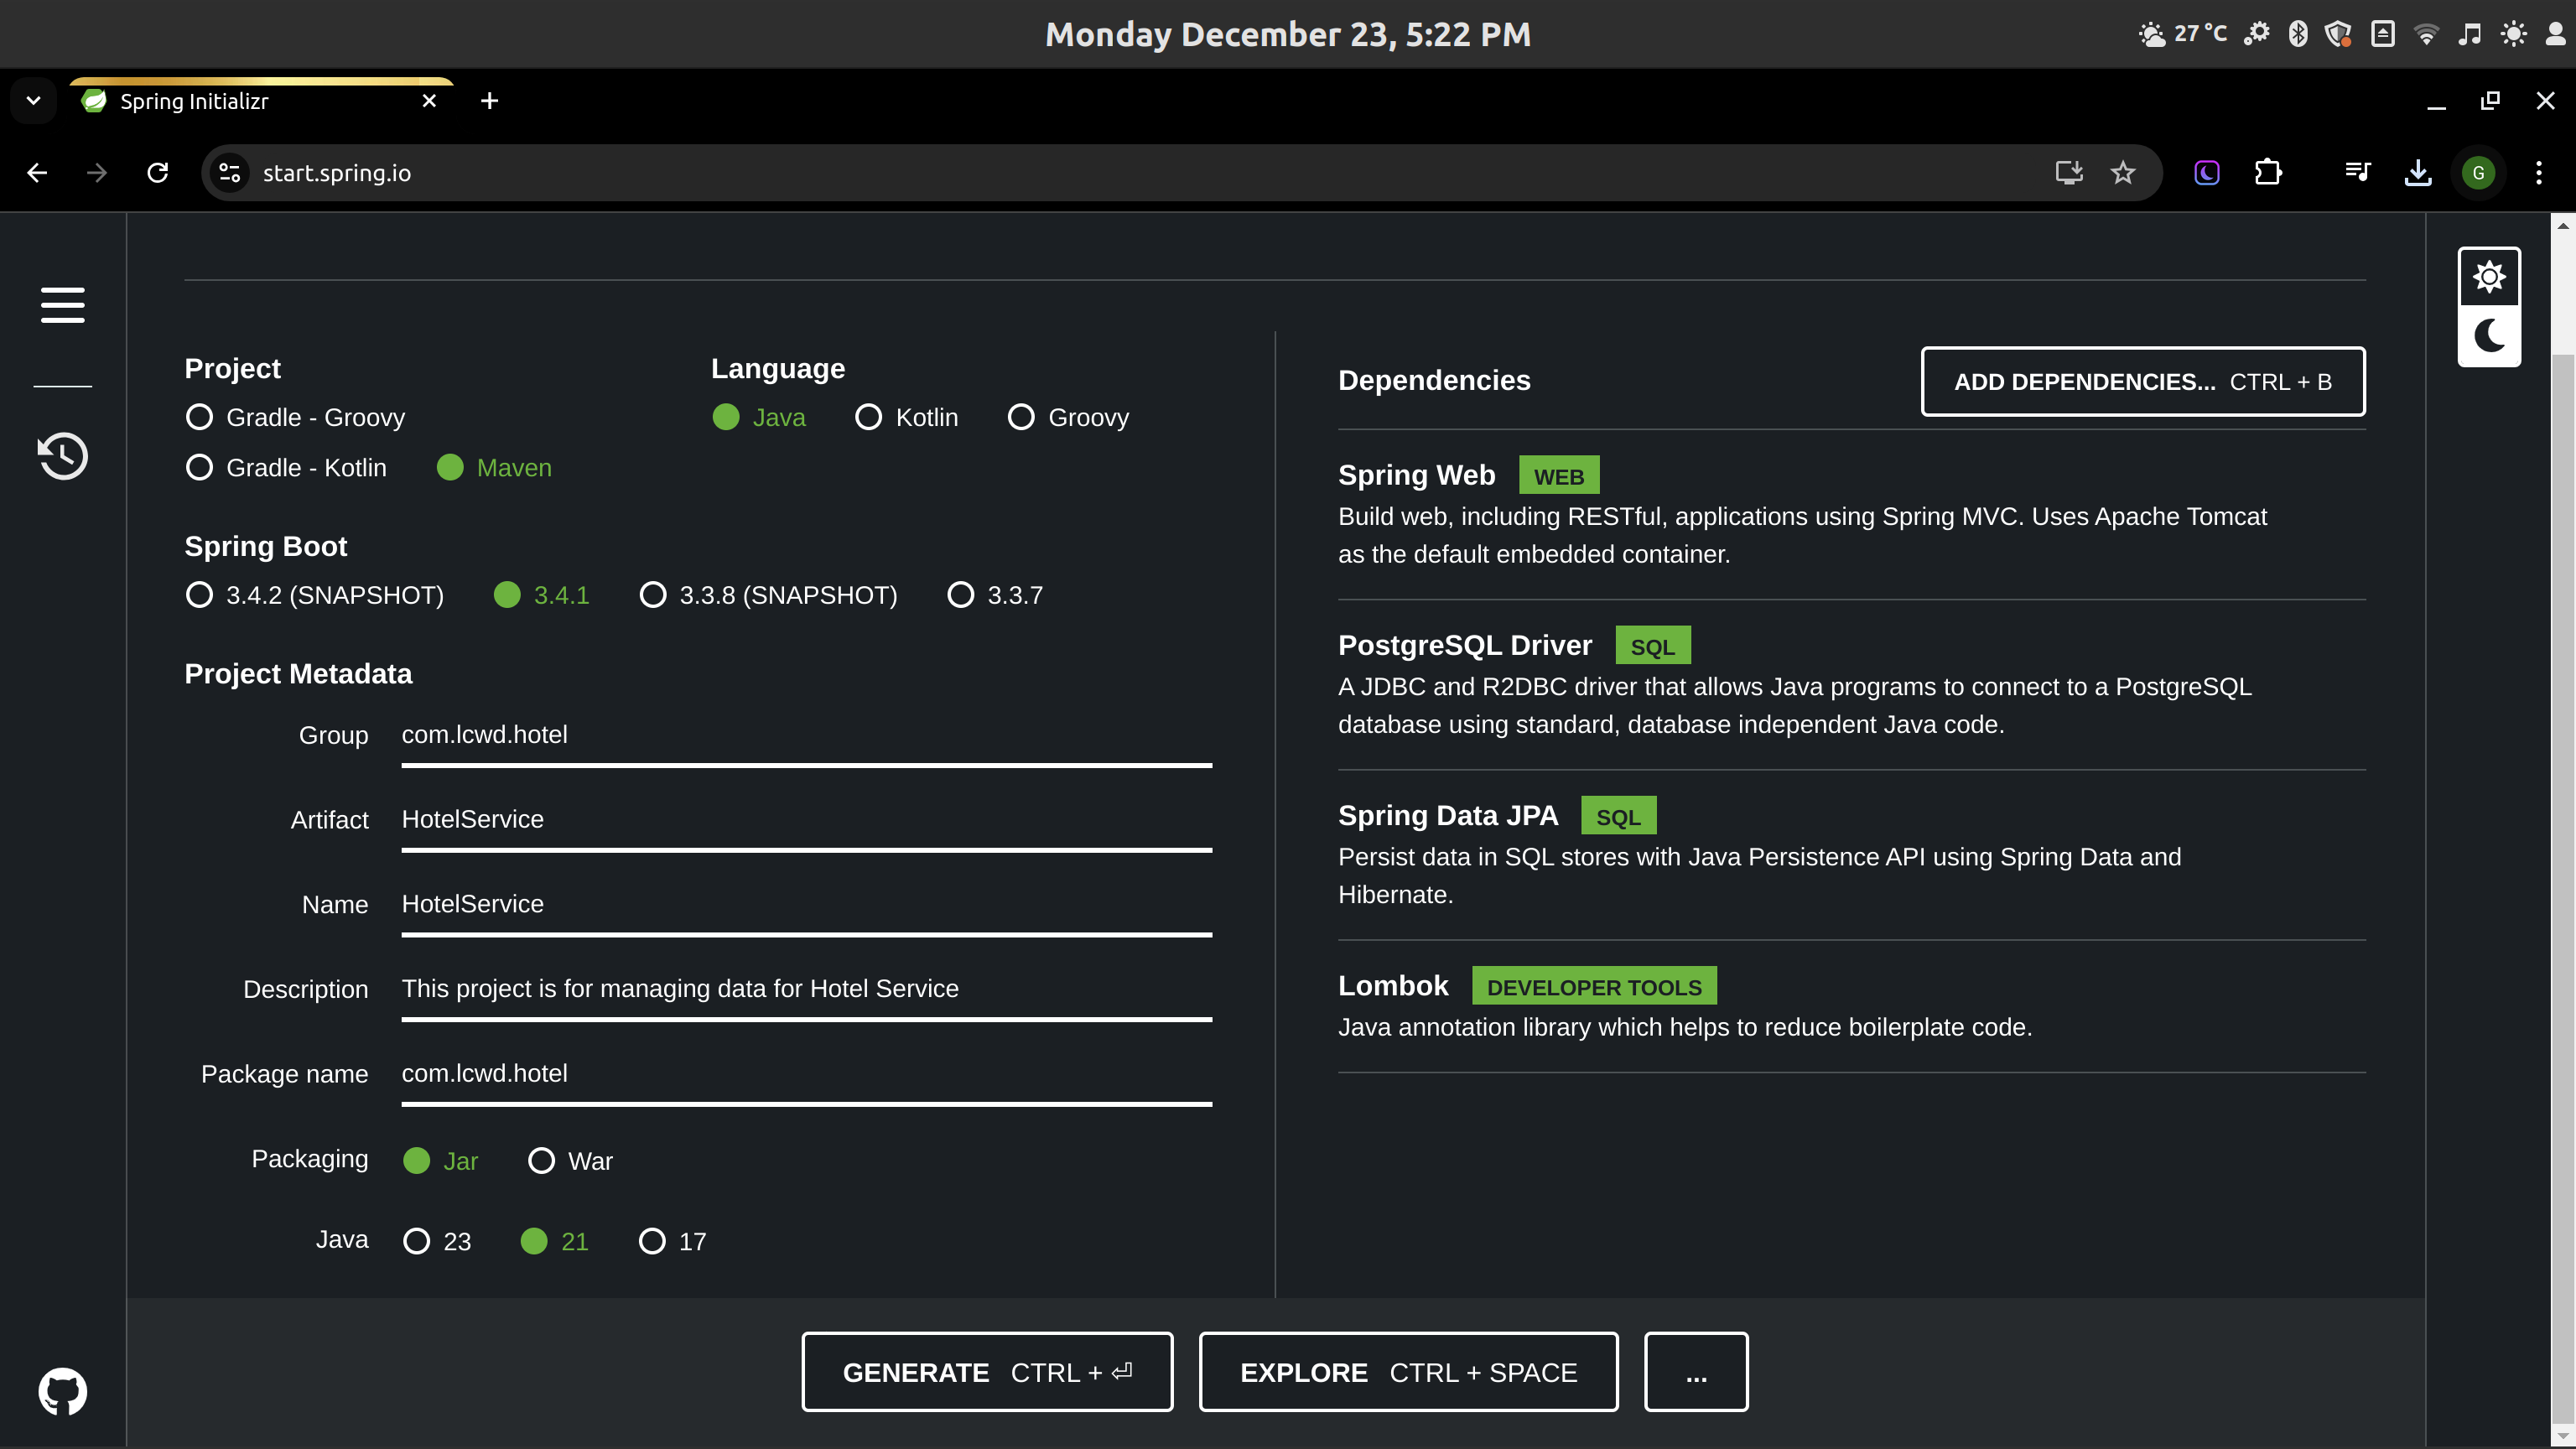 Monday December 23, 5:22 PM
27 °C
Spring Initializr
start.spring.io
G
Project
Gradle - Groovy
Gradle - Kotlin
Maven
Language
Java
Kotlin
Groovy
Spring Boot
3.4.2 (SNAPSHOT)
3.4.1
3.3.8 (SNAPSHOT)
3.3.7
Project Metadata
Group
com.lcwd.hotel
Artifact
HotelService
Name
HotelService
Description
This project is for managing data for Hotel Service
Package name
com.lcwd.hotel
Packaging
Jar
War
Java
23
21
17
Dependencies
ADD DEPENDENCIES... CTRL + B
Spring Web WEB
Build web, including RESTful, applications using Spring MVC. Uses Apache Tomcat
as the default embedded container.
PostgreSQL Driver SQL
A JDBC and R2DBC driver that allows Java programs to connect to a PostgreSQL
database using standard, database independent Java code.
Spring Data JPA SQL
Persist data in SQL stores with Java Persistence API using Spring Data and
Hibernate.
Lombok DEVELOPER TOOLS
Java annotation library which helps to reduce boilerplate code.
GENERATE CTRL + ⏎
EXPLORE CTRL + SPACE
...